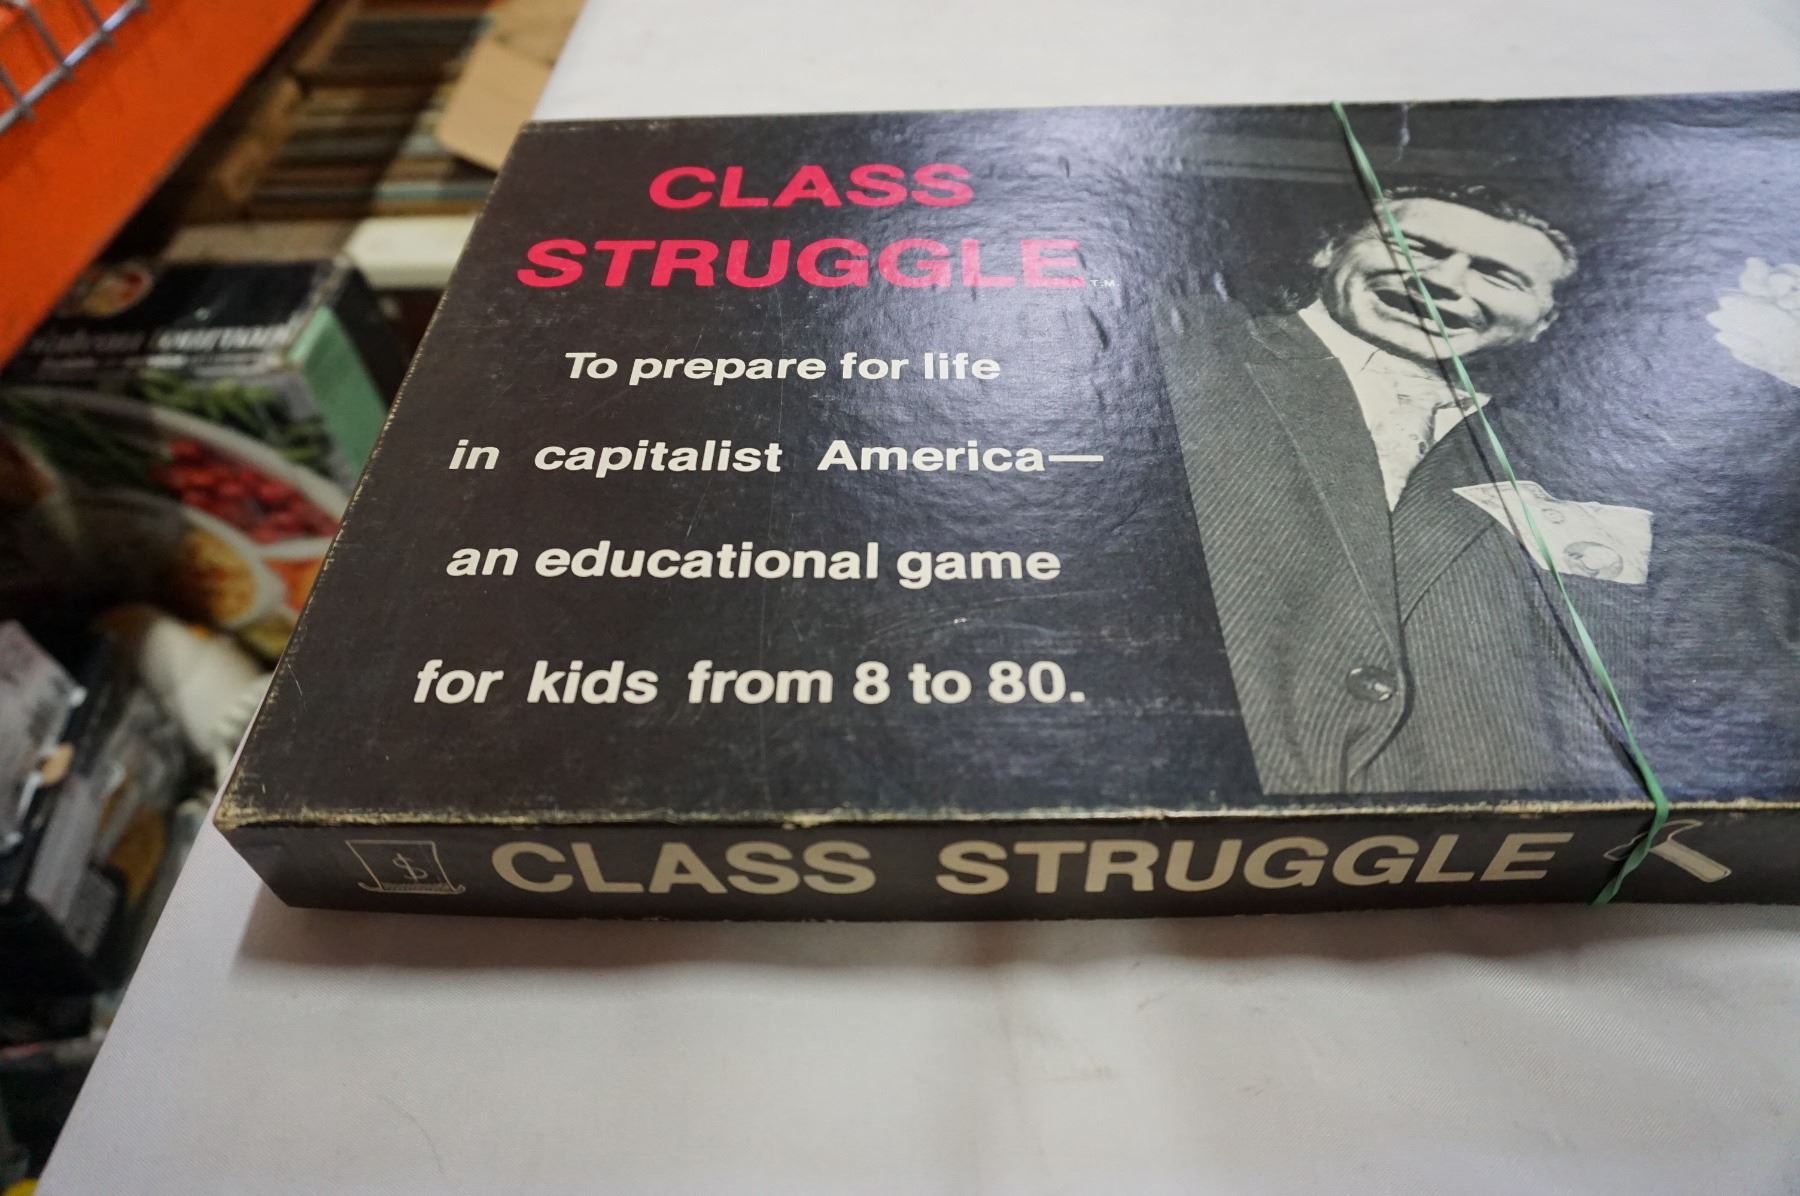 CLASS
STRUGGLE™
To prepare for life
in capitalist America—
an educational game
for kids from 8 to 80.
$ CLASS STRUGGLE